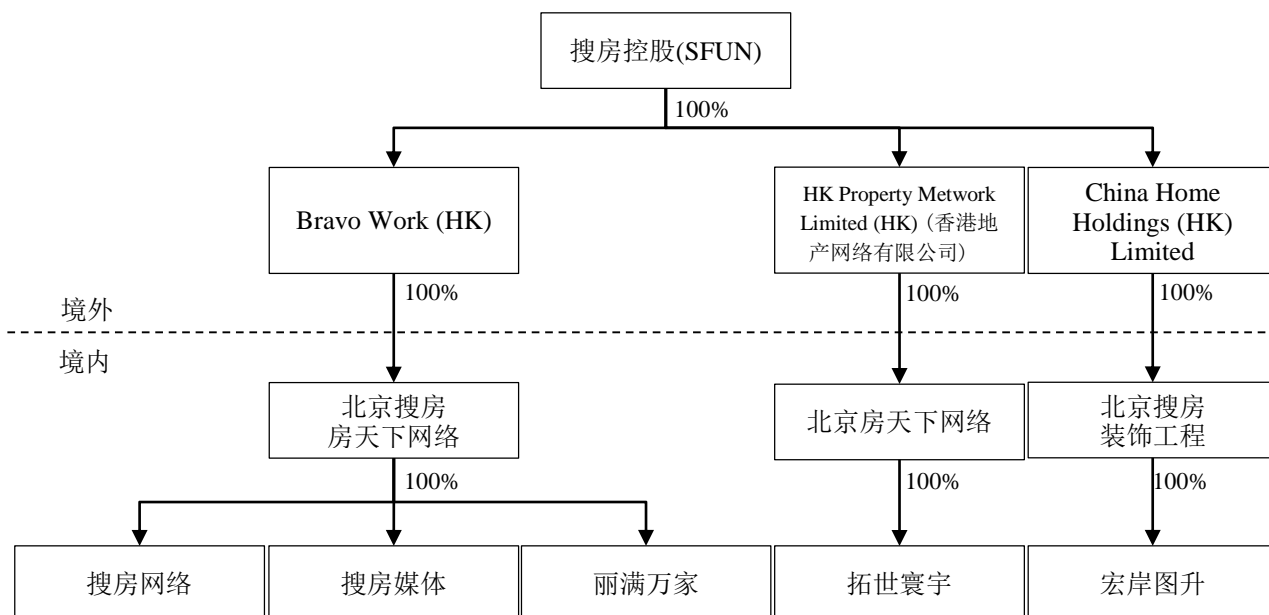 搜房控股(SFUN)
100%
Bravo Work (HK)
HK Property Metwork
Limited (HK)（香港地
产网络有限公司）
China Home
Holdings (HK)
Limited
100%
100%
100%
境外
境内
北京搜房
房天下网络
北京房天下网络
北京搜房
装饰工程
100%
100%
100%
搜房网络
搜房媒体
丽满万家
拓世寰宇
宏岸图升